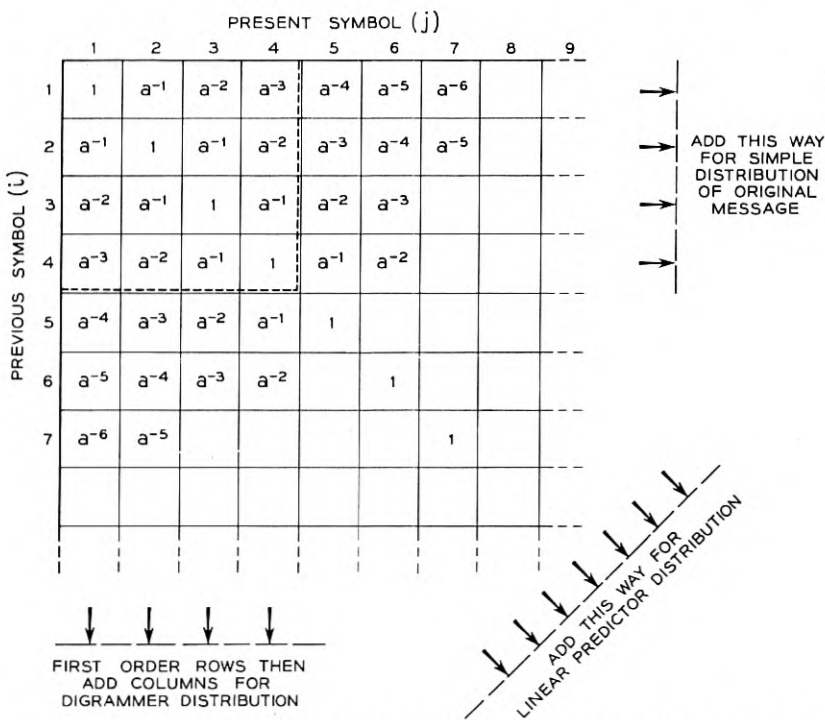 PRESENT SYMBOL (j)
1 2 3 4 5 6 7 8 9
PREVIOUS SYMBOL (i)
1 1 a⁻¹ a⁻² a⁻³ a⁻⁴ a⁻⁵ a⁻⁶
2 a⁻¹ 1 a⁻¹ a⁻² a⁻³ a⁻⁴ a⁻⁵
3 a⁻² a⁻¹ 1 a⁻¹ a⁻² a⁻³
4 a⁻³ a⁻² a⁻¹ 1 a⁻¹ a⁻²
5 a⁻⁴ a⁻³ a⁻² a⁻¹ 1
6 a⁻⁵ a⁻⁴ a⁻³ a⁻² 1
7 a⁻⁶ a⁻⁵ 1
ADD THIS WAY
FOR SIMPLE
DISTRIBUTION
OF ORIGINAL
MESSAGE
FIRST ORDER ROWS THEN
ADD COLUMNS FOR
DIGRAMMER DISTRIBUTION
ADD THIS WAY FOR
LINEAR PREDICTOR DISTRIBUTION